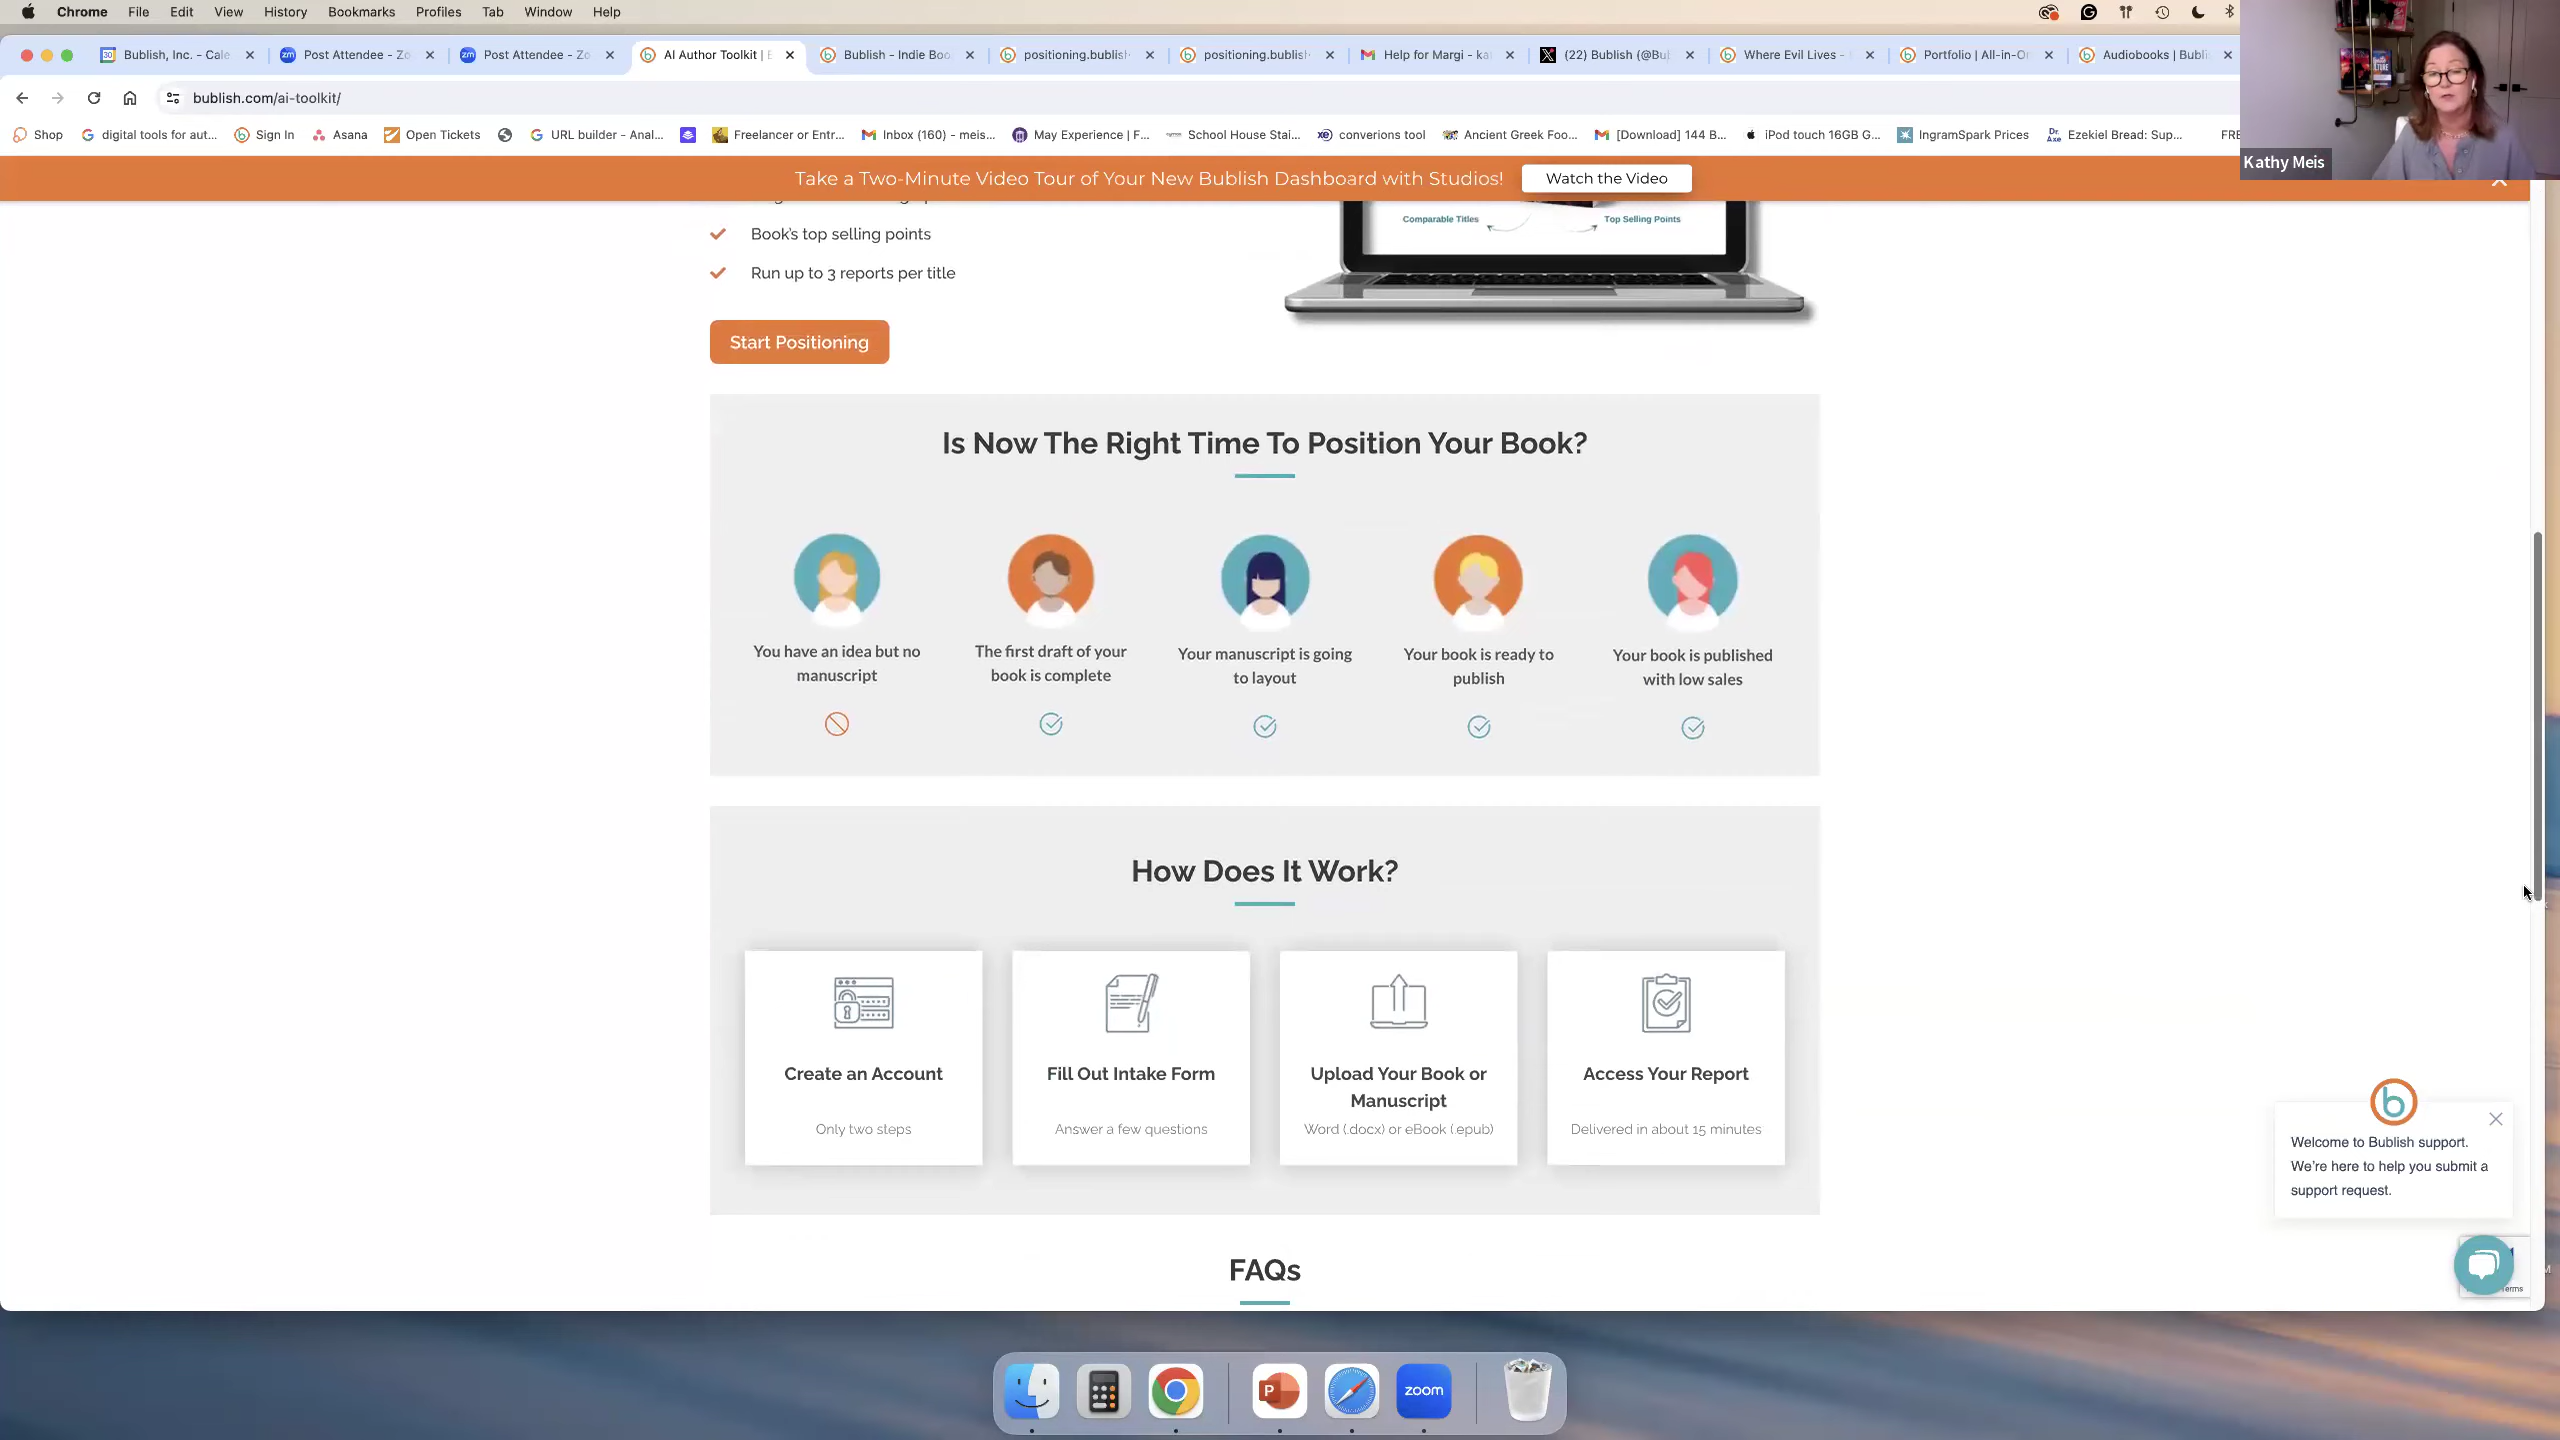 Chrome File Edit View History Bookmarks Profiles Tab Window Help
Bublish, Inc. - Cale
Post Attendee - Zo
Post Attendee - Zo
AI Author Toolkit |
Bublish - Indie Boo
positioning.bublish
positioning.bublish
Help for Margi - ka
(22) Bublish (@Bu
Where Evil Lives -
Portfolio | All-in-O
Audiobooks | Bubli
bublish.com/ai-toolkit/
Shop
digital tools for aut...
Sign In
Asana
Open Tickets
URL builder - Anal...
Freelancer or Entr...
Inbox (160) - meis...
May Experience | F...
School House Stai...
converions tool
Ancient Greek Foo...
[Download] 144 B...
iPod touch 16GB G...
IngramSpark Prices
Ezekiel Bread: Sup...
Kathy Meis
Take a Two-Minute Video Tour of Your New Bublish Dashboard with Studios!
Watch the Video
Comparable Titles
Top Selling Points
Book's top selling points
Run up to 3 reports per title
Start Positioning
Is Now The Right Time To Position Your Book?
You have an idea but no
manuscript
The first draft of your
book is complete
Your manuscript is going
to layout
Your book is ready to
publish
Your book is published
with low sales
How Does It Work?
Create an Account
Only two steps
Fill Out Intake Form
Answer a few questions
Upload Your Book or
Manuscript
Word (.docx) or eBook (.epub)
Access Your Report
Delivered in about 15 minutes
Welcome to Bublish support.
We're here to help you submit a
support request.
FAQs
zoom